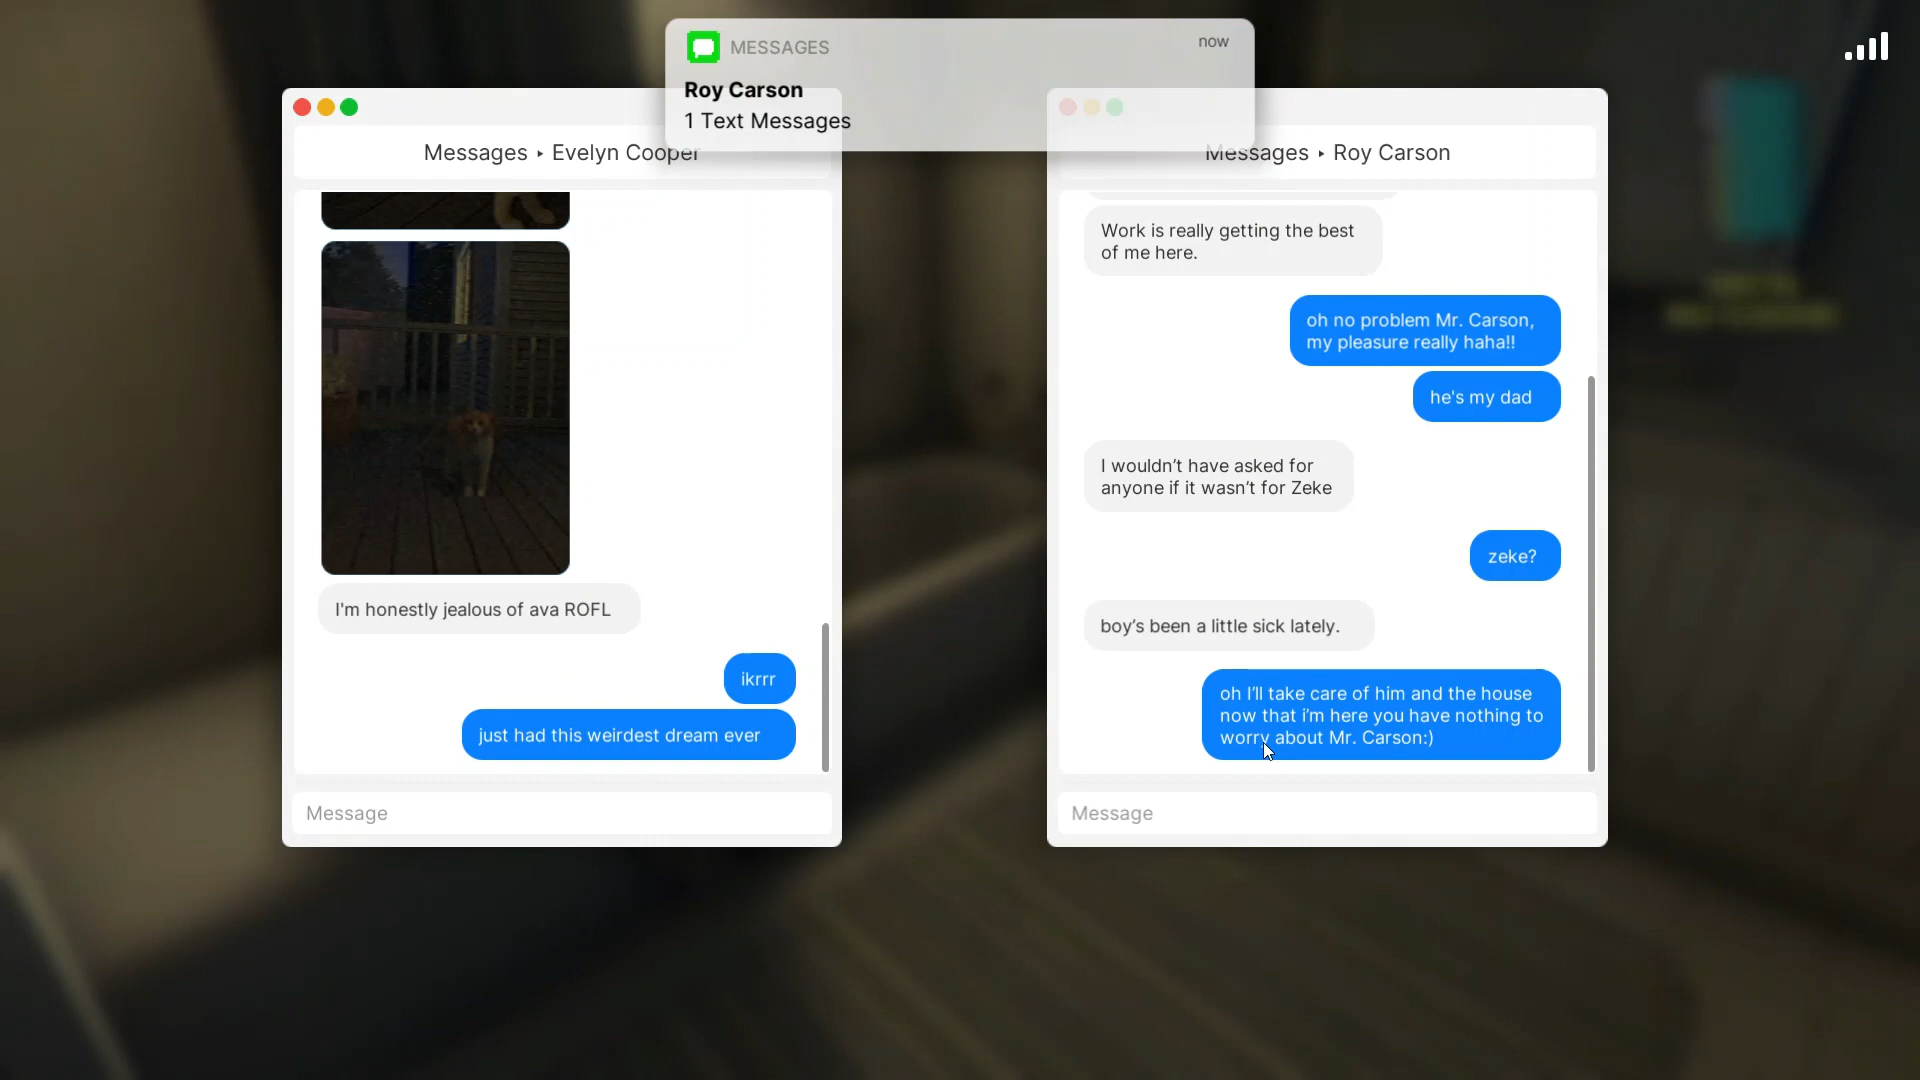 MESSAGES
now
Roy Carson
1 Text Messages
Messages ▸ Evelyn Cooper
I'm honestly jealous of ava ROFL
ikrrr
just had this weirdest dream ever
Message
Messages ▸ Roy Carson
Work is really getting the best
of me here.
oh no problem Mr. Carson,
my pleasure really haha!!
he's my dad
I wouldn't have asked for
anyone if it wasn't for Zeke
zeke?
boy's been a little sick lately.
oh I'll take care of him and the house
now that i'm here you have nothing to
worry about Mr. Carson:)
Message